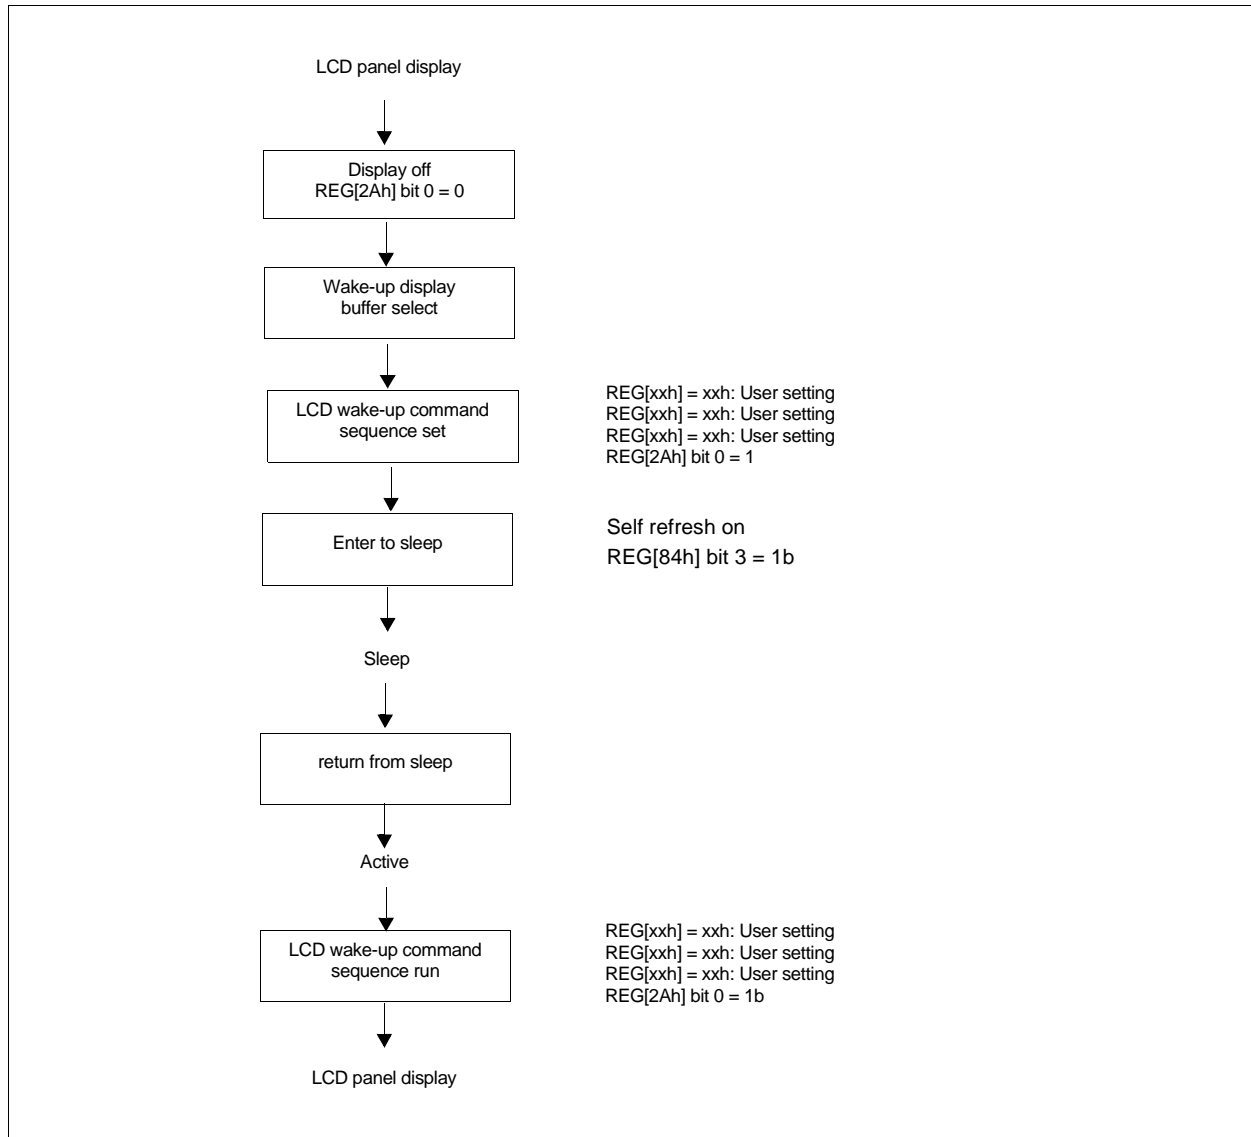 LCD panel display
Display off
REG[2Ah] bit 0 = 0
Wake-up display
buffer select
LCD wake-up command
sequence set
REG[xxh] = xxh: User setting
REG[xxh] = xxh: User setting
REG[xxh] = xxh: User setting
REG[2Ah] bit 0 = 1
Enter to sleep
Self refresh on
REG[84h] bit 3 = 1b
Sleep
return from sleep
Active
LCD wake-up command
sequence run
REG[xxh] = xxh: User setting
REG[xxh] = xxh: User setting
REG[xxh] = xxh: User setting
REG[2Ah] bit 0 = 1b
LCD panel display